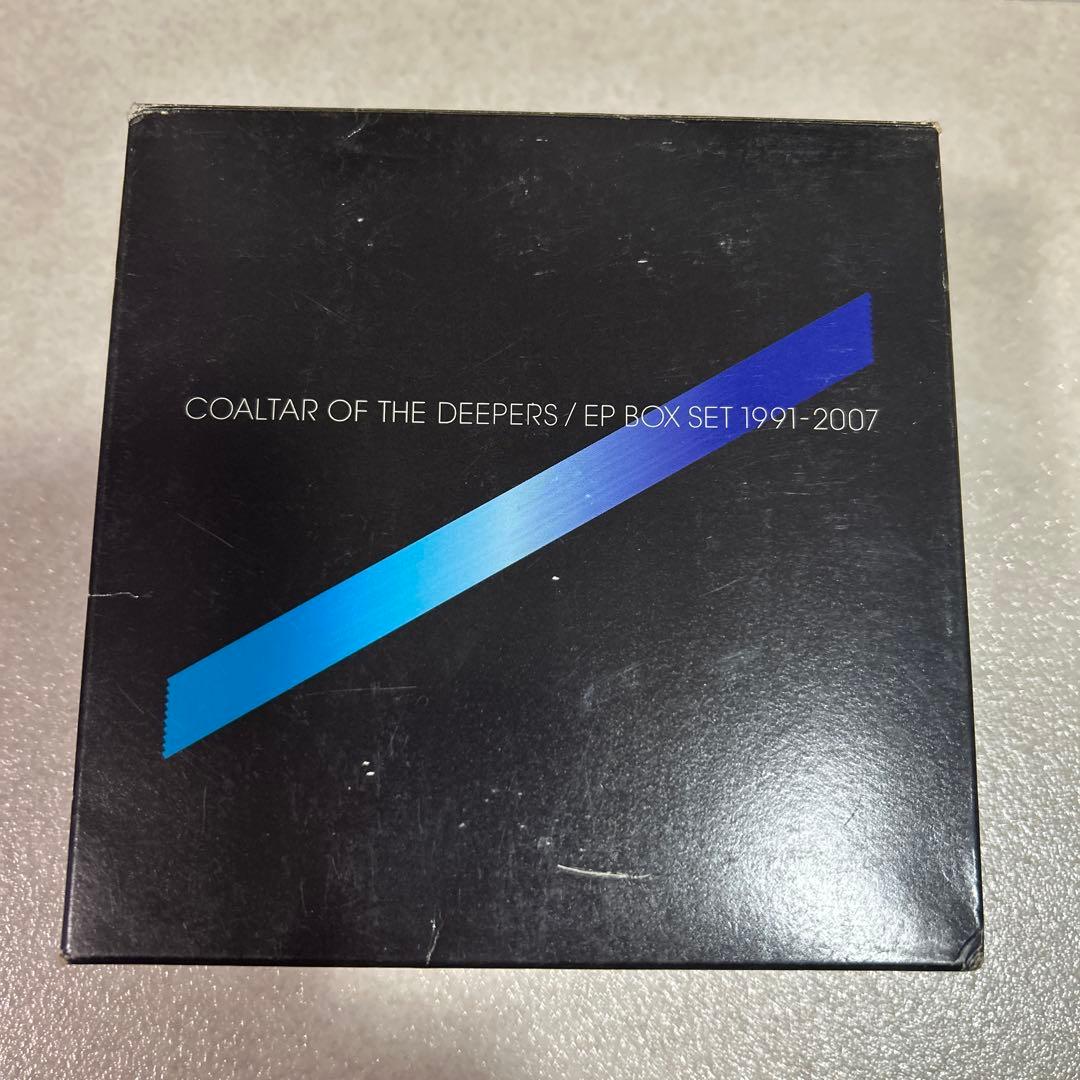 COALTAR OF THE DEEPERS / EP BOX SET 1991-2007